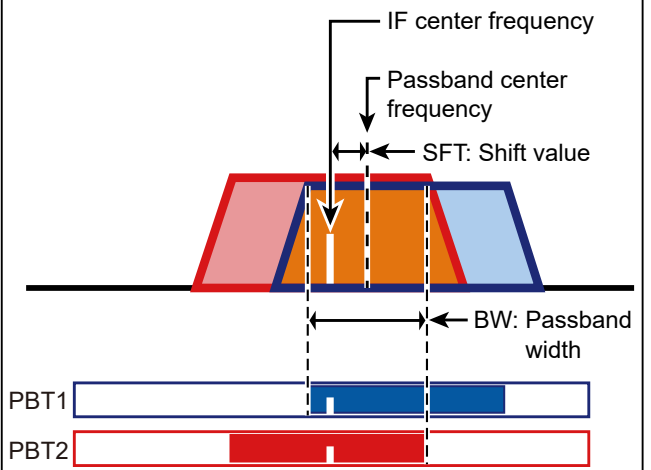 IF center frequency
Passband center
frequency
SFT: Shift value
BW: Passband
width
PBT1
PBT2